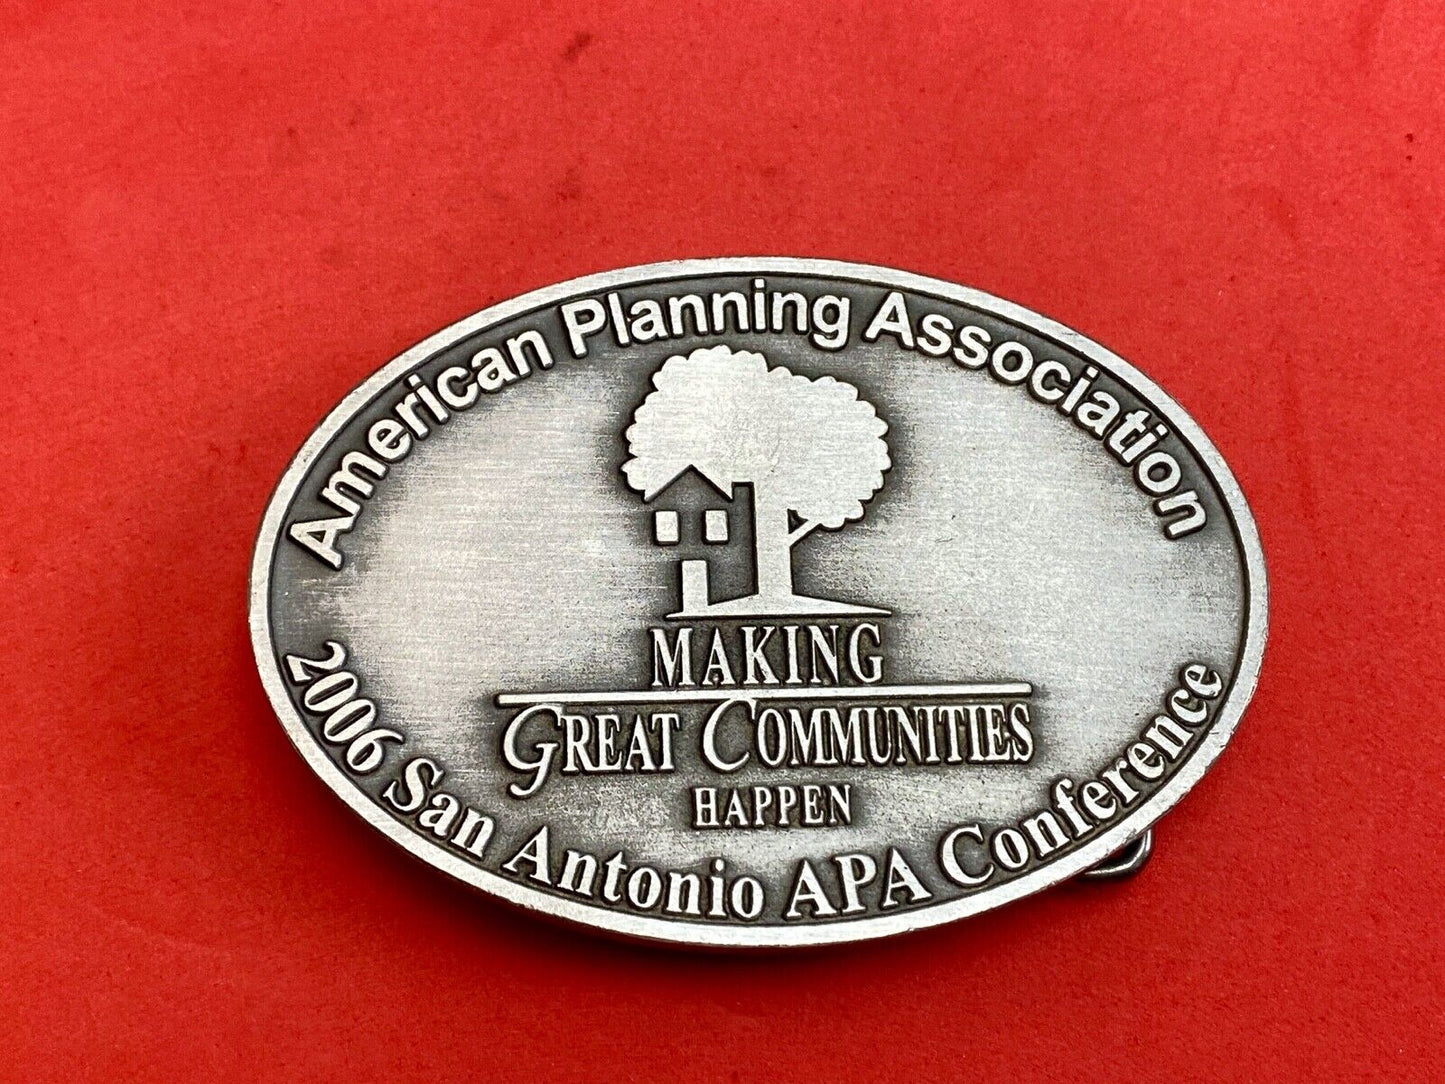 American Planning Association
MAKING
GREAT COMMUNITIES
HAPPEN
2006 San Antonio APA Conference